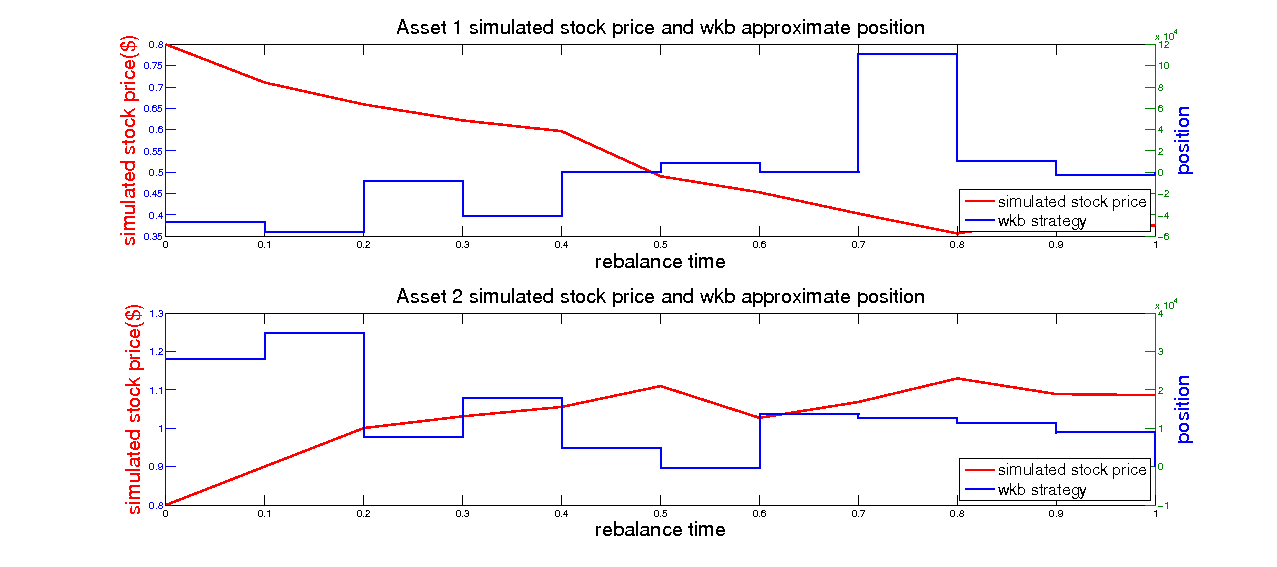 Asset 1 simulated stock price and wkb approximate position
x 10^4
simulated stock price($)
0.8
0.75
0.7
0.65
0.6
0.55
0.5
0.45
0.4
0.35
12
10
8
6
4
2
0
−2
−4
−6
position
simulated stock price
wkb strategy
0 0.1 0.2 0.3 0.4 0.5 0.6 0.7 0.8 0.9 1
rebalance time
Asset 2 simulated stock price and wkb approximate position
x 10^4
simulated stock price($)
1.3
1.2
1.1
1
0.9
0.8
4
3
2
1
0
−1
position
simulated stock price
wkb strategy
0 0.1 0.2 0.3 0.4 0.5 0.6 0.7 0.8 0.9 1
rebalance time